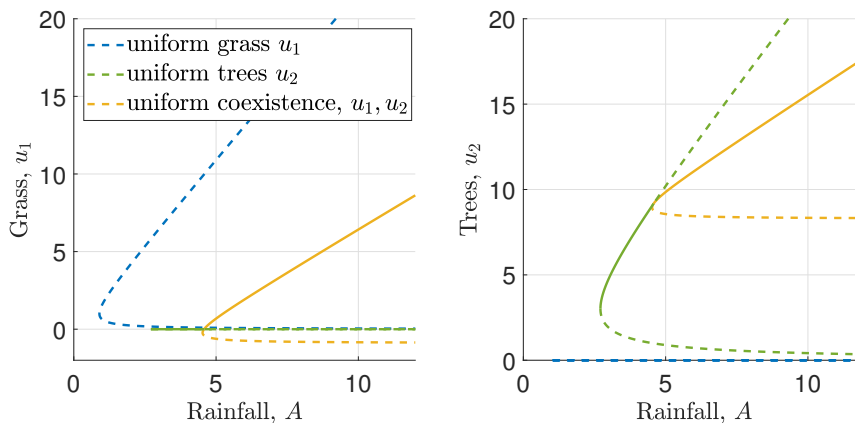 20
15
10
5
0
Grass, u₁
uniform grass u₁
uniform trees u₂
uniform coexistence, u₁, u₂
0
5
10
Rainfall, A
20
15
10
5
0
Trees, u₂
0
5
10
Rainfall, A